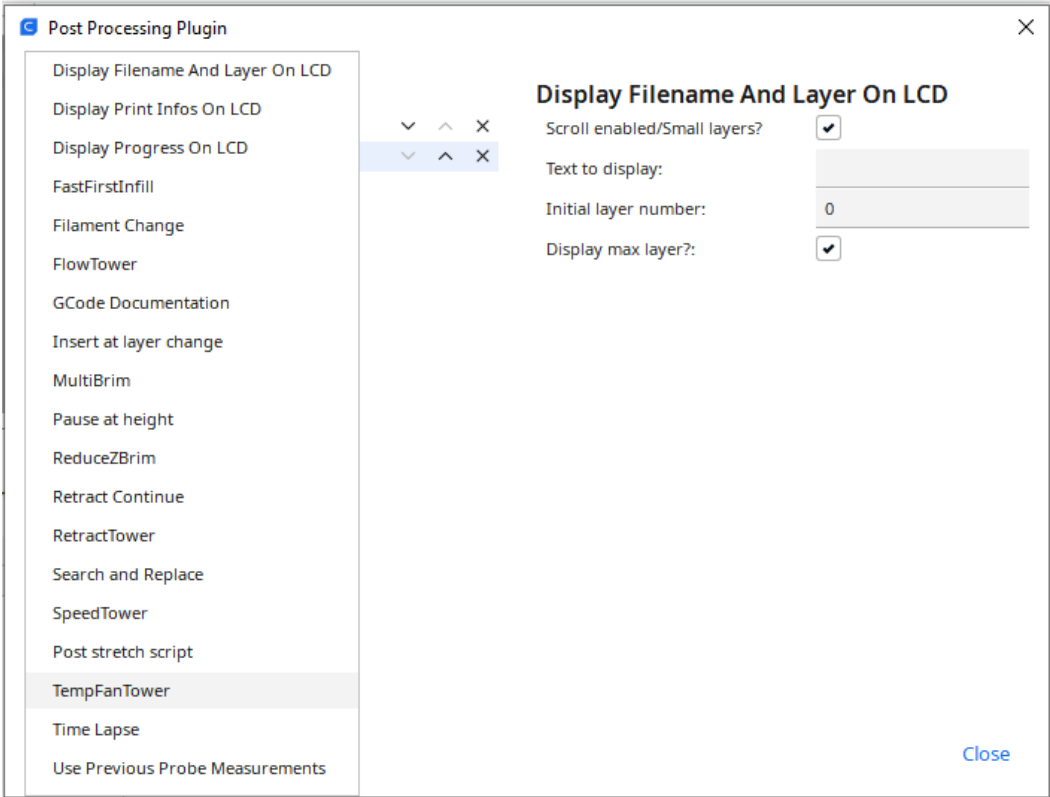 Post Processing Plugin
Display Filename And Layer On LCD
Display Print Infos On LCD
Display Progress On LCD
FastFirstInfill
Filament Change
FlowTower
GCode Documentation
Insert at layer change
MultiBrim
Pause at height
ReduceZBrim
Retract Continue
RetractTower
Search and Replace
SpeedTower
Post stretch script
TempFanTower
Time Lapse
Use Previous Probe Measurements
Display Filename And Layer On LCD
Scroll enabled/Small layers?
Text to display:
Initial layer number: 0
Display max layer?:
Close